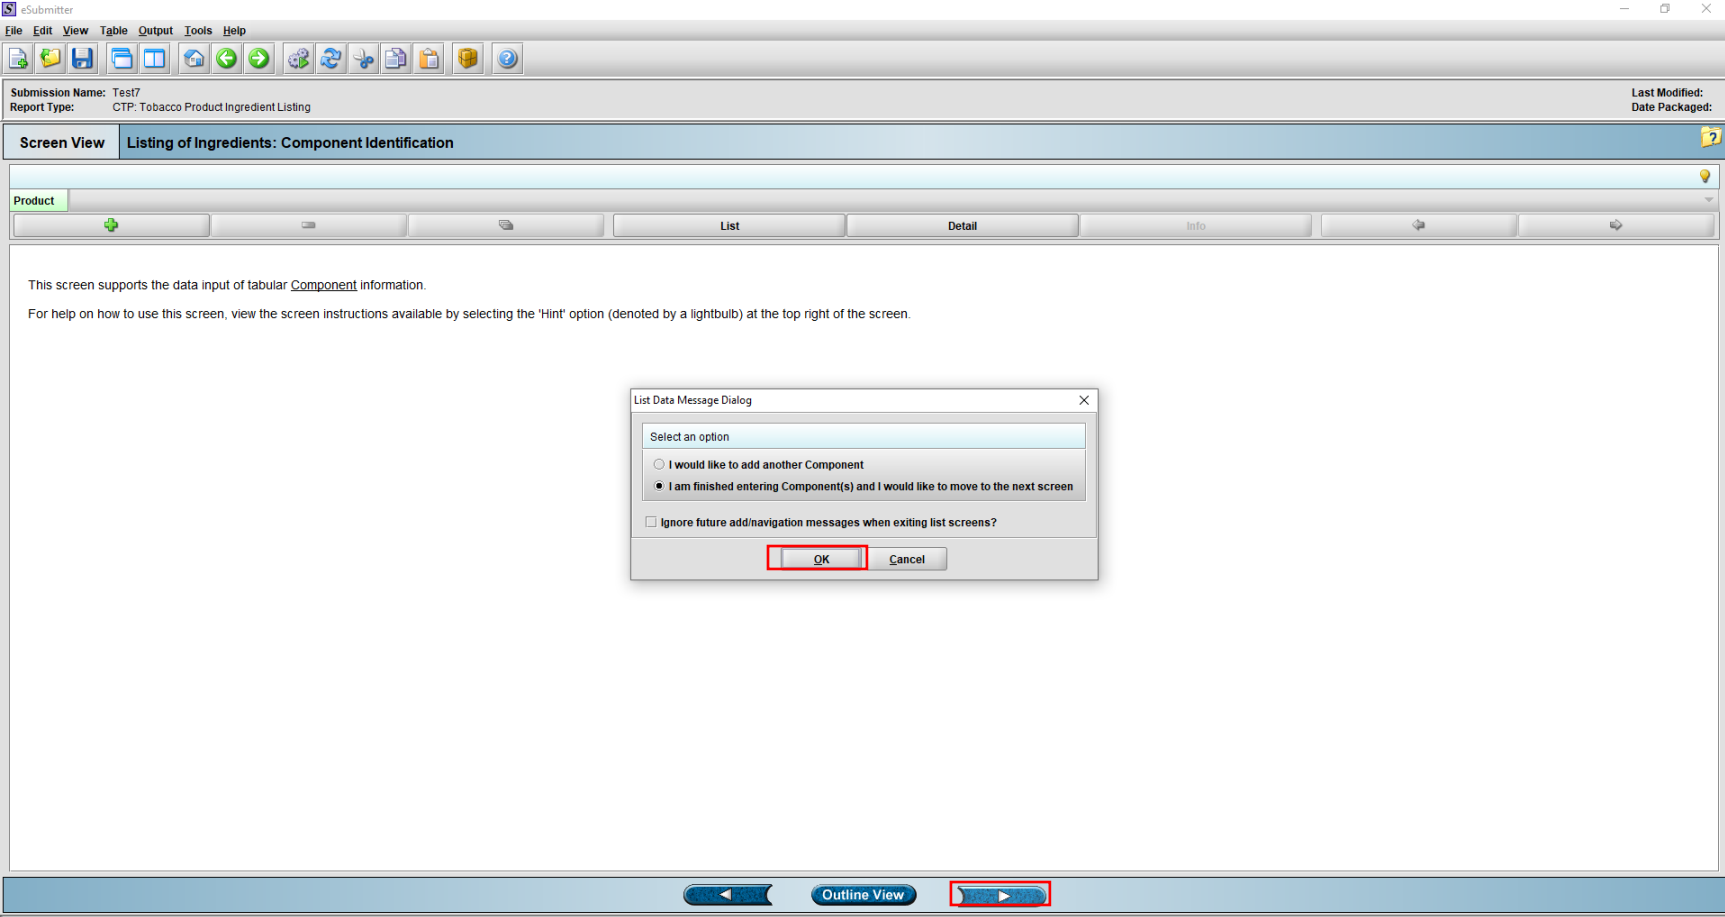 eSubmitter
File Edit View Table Output Tools Help
Submission Name: Test7
Last Modified:
Report Type: CTP: Tobacco Product Ingredient Listing
Date Packaged:
Screen View
Listing of Ingredients: Component Identification
Product
List
Detail
Info
This screen supports the data input of tabular Component information.
For help on how to use this screen, view the screen instructions available by selecting the 'Hint' option (denoted by a lightbulb) at the top right of the screen.
List Data Message Dialog
Select an option
I would like to add another Component
I am finished entering Component(s) and I would like to move to the next screen
Ignore future add/navigation messages when exiting list screens?
OK
Cancel
Outline View